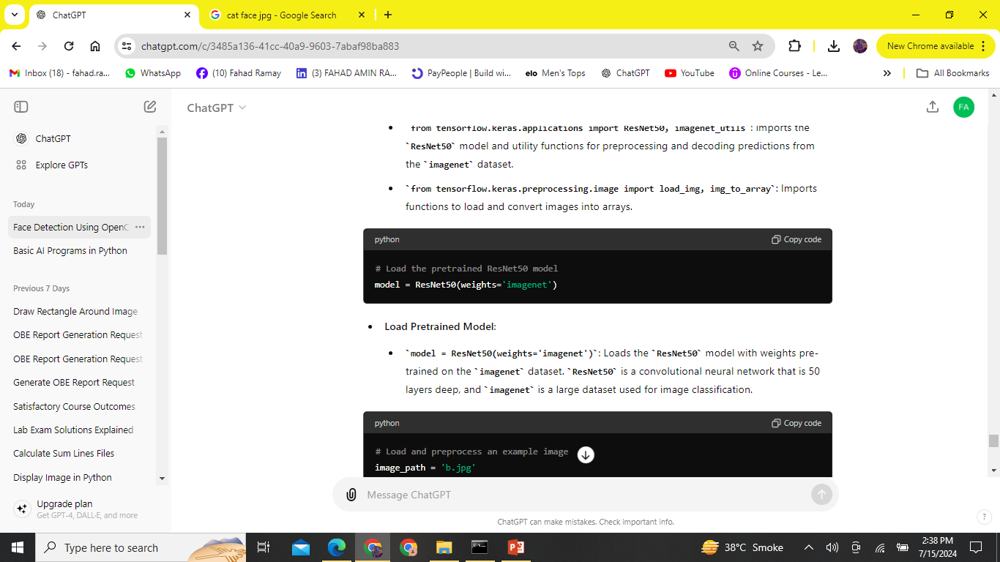 ChatGPT
cat face jpg - Google Search
chatgpt.com/c/3485a136-41cc-40a9-9603-7abaf98ba883
New Chrome available
Inbox (18) - fahad.ra...
WhatsApp
(10) Fahad Ramay
(3) FAHAD AMIN RA...
PayPeople | Build wi...
elo Men's Tops
ChatGPT
YouTube
Online Courses - Le...
All Bookmarks
ChatGPT
FA
ChatGPT
Explore GPTs
Today
Face Detection Using OpenC
Basic AI Programs in Python
Previous 7 Days
Draw Rectangle Around Image
OBE Report Generation Request
OBE Report Generation Request
Generate OBE Report Request
Satisfactory Course Outcomes
Lab Exam Solutions Explained
Calculate Sum Lines Files
Display Image in Python
Upgrade plan
Get GPT-4, DALL·E, and more
`from tensorflow.keras.applications import ResNet50, imagenet_utils`: Imports the
`ResNet50` model and utility functions for preprocessing and decoding predictions from
the `imagenet` dataset.
`from tensorflow.keras.preprocessing.image import load_img, img_to_array`: Imports
functions to load and convert images into arrays.
python
Copy code
# Load the pretrained ResNet50 model
model = ResNet50(weights='imagenet')
Load Pretrained Model:
`model = ResNet50(weights='imagenet')`: Loads the `ResNet50` model with weights pre-
trained on the `imagenet` dataset. `ResNet50` is a convolutional neural network that is 50
layers deep, and `imagenet` is a large dataset used for image classification.
python
Copy code
# Load and preprocess an example image
image_path = 'b.jpg'
Message ChatGPT
ChatGPT can make mistakes. Check important info.
?
Type here to search
38°C Smoke
2:38 PM
7/15/2024